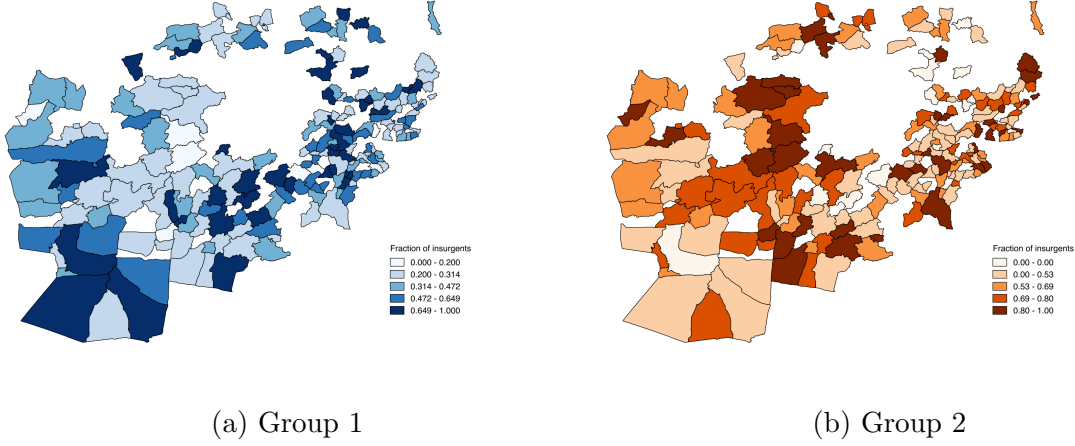 Fraction of insurgents
0.000 - 0.200
0.200 - 0.314
0.314 - 0.472
0.472 - 0.649
0.649 - 1.000
Fraction of insurgents
0.00 - 0.00
0.00 - 0.53
0.53 - 0.69
0.69 - 0.80
0.80 - 1.00
(a) Group 1
(b) Group 2